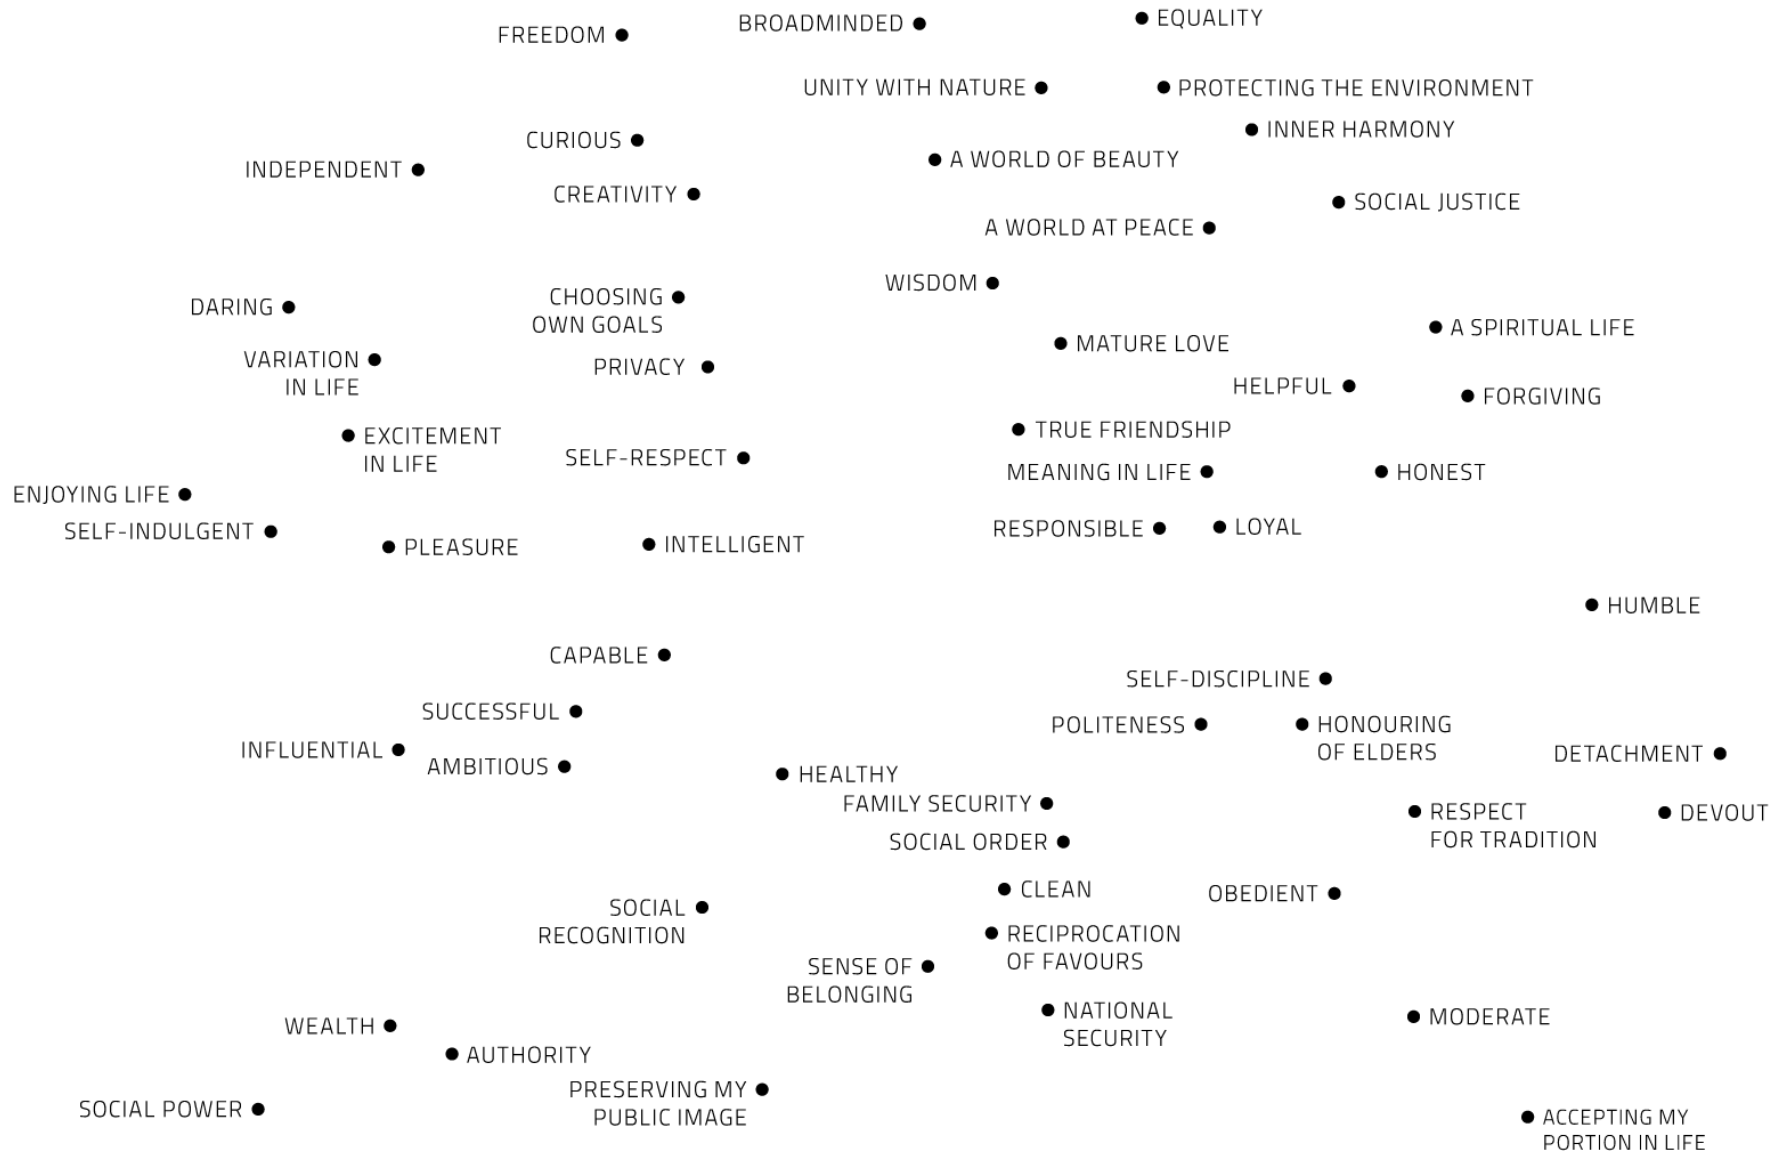 EQUALITY
BROADMINDED
FREEDOM
UNITY WITH NATURE
PROTECTING THE ENVIRONMENT
INNER HARMONY
CURIOUS
A WORLD OF BEAUTY
INDEPENDENT
CREATIVITY
SOCIAL JUSTICE
A WORLD AT PEACE
WISDOM
CHOOSING
OWN GOALS
DARING
A SPIRITUAL LIFE
MATURE LOVE
VARIATION
IN LIFE
PRIVACY
HELPFUL
FORGIVING
TRUE FRIENDSHIP
EXCITEMENT
IN LIFE
SELF-RESPECT
MEANING IN LIFE
HONEST
ENJOYING LIFE
RESPONSIBLE
LOYAL
SELF-INDULGENT
PLEASURE
INTELLIGENT
HUMBLE
CAPABLE
SELF-DISCIPLINE
SUCCESSFUL
POLITENESS
HONOURING
OF ELDERS
INFLUENTIAL
DETACHMENT
AMBITIOUS
HEALTHY
FAMILY SECURITY
RESPECT
FOR TRADITION
DEVOUT
SOCIAL ORDER
CLEAN
OBEDIENT
SOCIAL
RECOGNITION
RECIPROCATION
OF FAVOURS
SENSE OF
BELONGING
NATIONAL
SECURITY
MODERATE
WEALTH
AUTHORITY
PRESERVING MY
PUBLIC IMAGE
SOCIAL POWER
ACCEPTING MY
PORTION IN LIFE